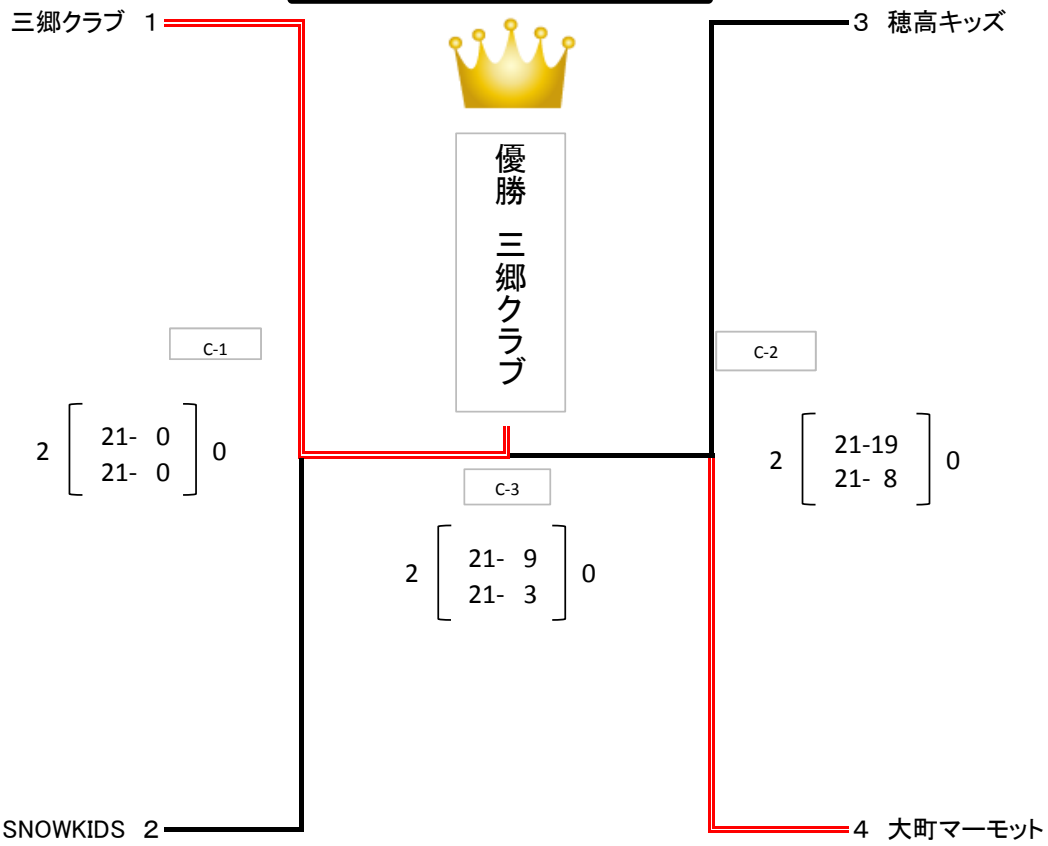 三郷クラブ 1
3 穂高キッズ
優勝 三郷クラブ
C-1
C-2
2 21- 0 0
21- 0
2 21-19 0
21- 8
C-3
2 21- 9 0
21- 3
SNOWKIDS 2
4 大町マーモット